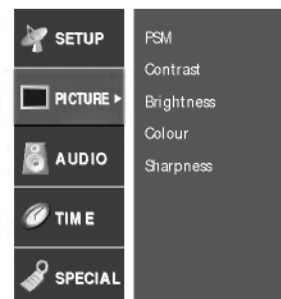 SETUP
PICTURE
AUDIO
TIME
SPECIAL
PSM
Contrast
Brightness
Colour
Sharpness